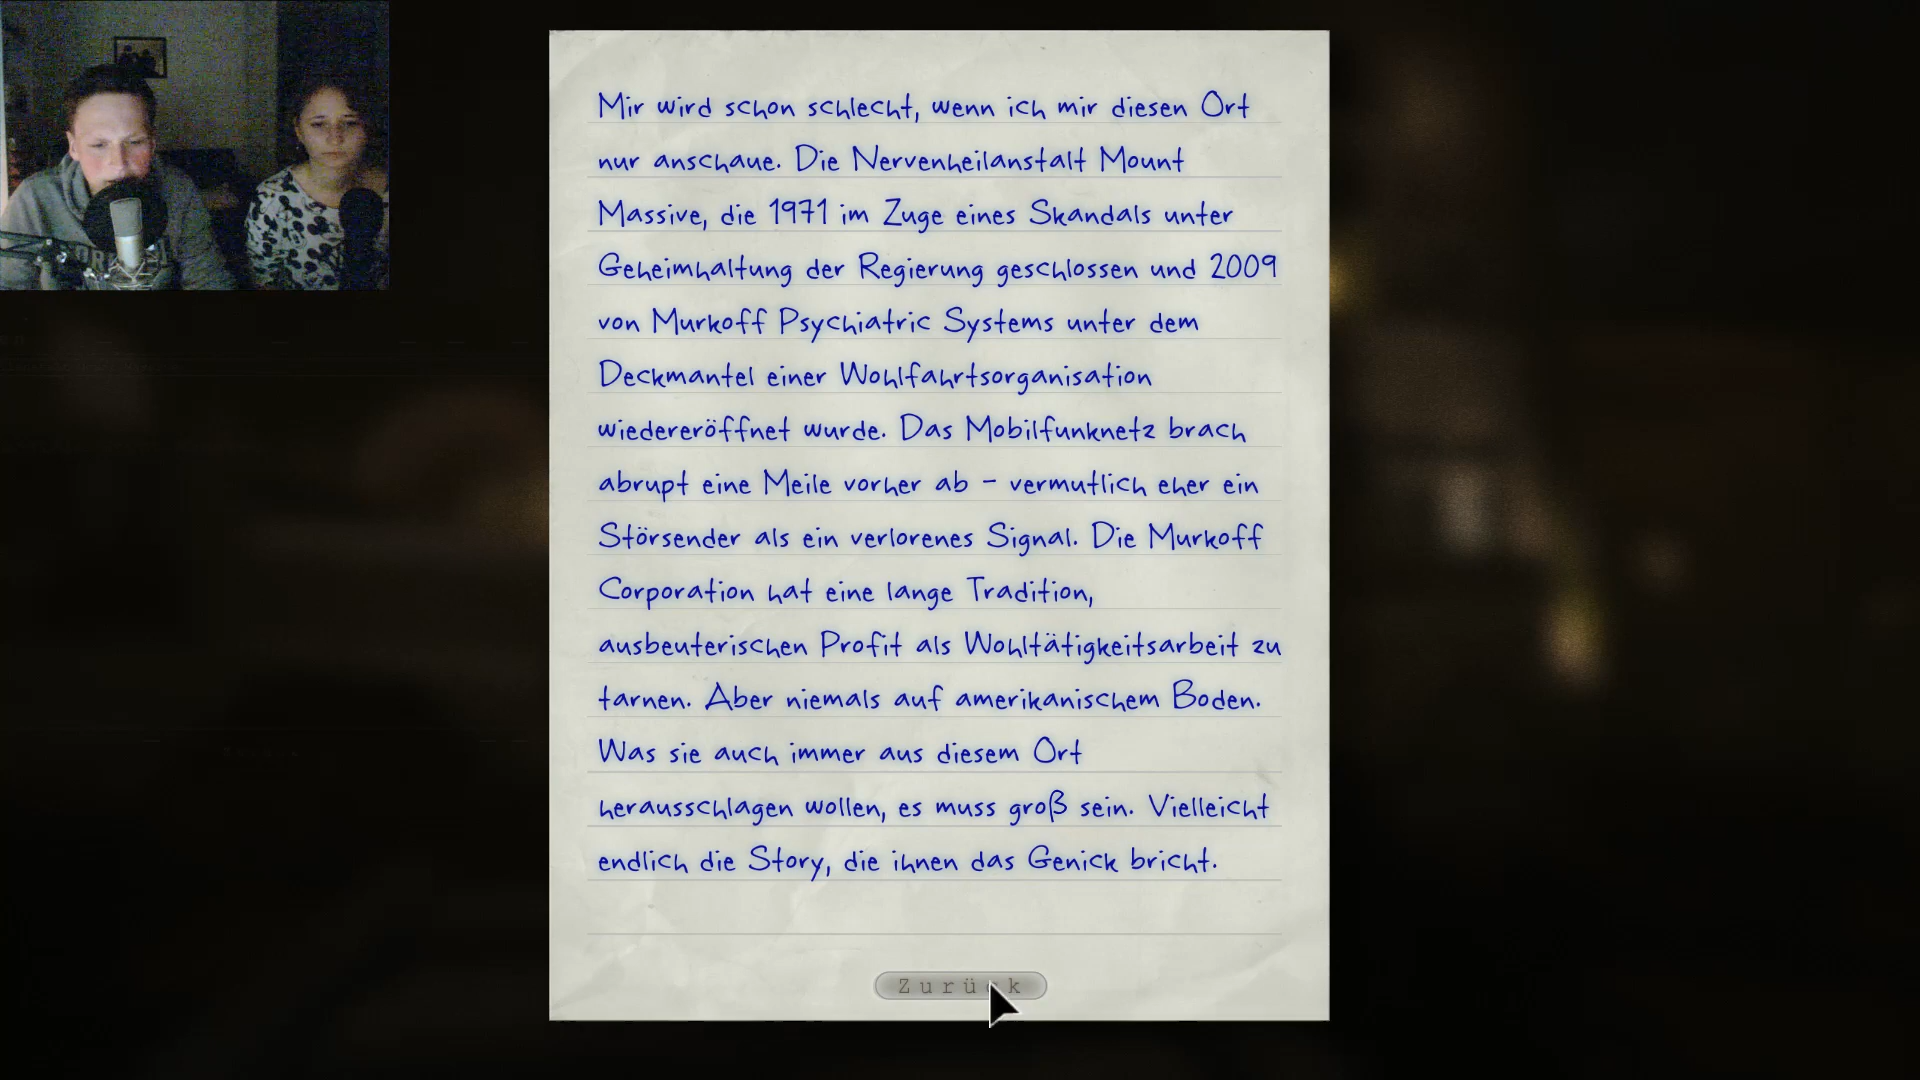 Mir wird schon schlecht, wenn ich mir diesen Ort
nur anschaue. Die Nervenheilanstalt Mount
Massive, die 1971 im Zuge eines Skandals unter
Geheimhaltung der Regierung geschlossen und 2009
von Murkoff Psychiatric Systems unter dem
Deckmantel einer Wohlfahrtsorganisation
wiedereröffnet wurde. Das Mobilfunknetz brach
abrupt eine Meile vorher ab - vermutlich eher ein
Störsender als ein verlorenes Signal. Die Murkoff
Corporation hat eine lange Tradition,
ausbeuterischen Profit als Wohltätigkeitsarbeit zu
tarnen. Aber niemals auf amerikanischem Boden.
Was sie auch immer aus diesem Ort
herausschlagen wollen, es muss groß sein. Vielleicht
endlich die Story, die ihnen das Genick bricht.
Zurück